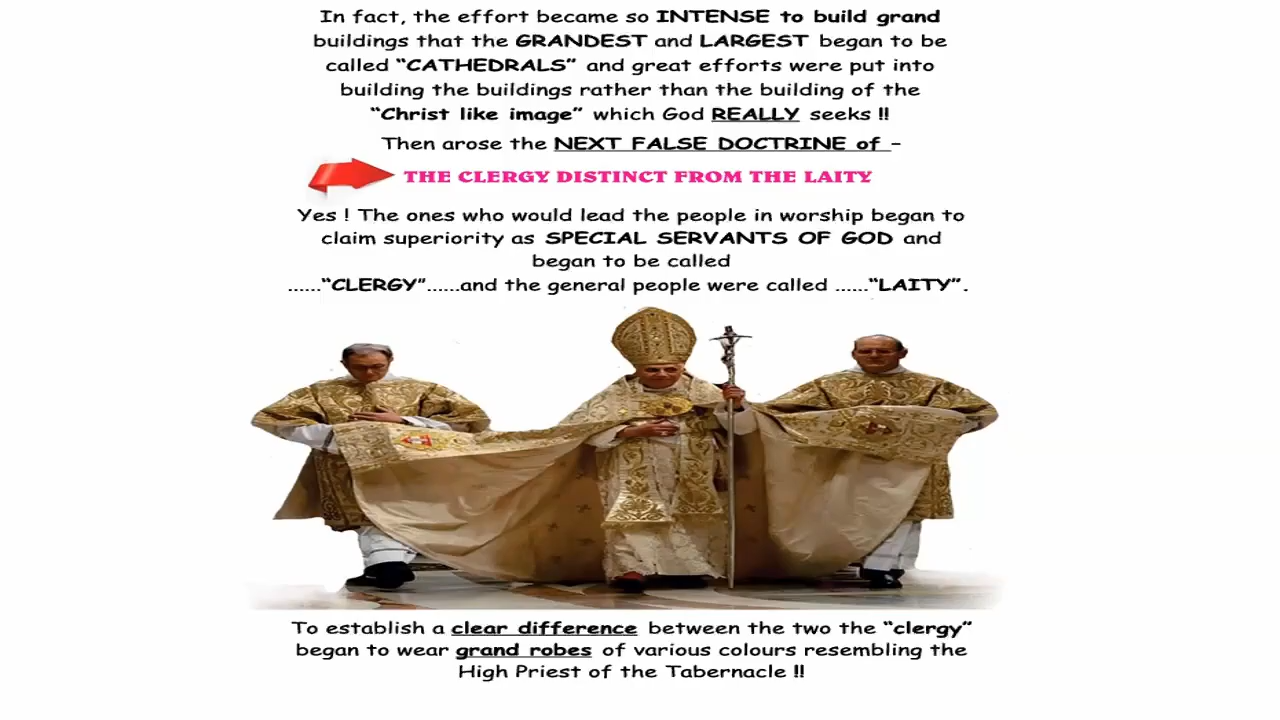 In fact, the effort became so INTENSE to build grand
buildings that the GRANDEST and LARGEST began to be
called “CATHEDRALS” and great efforts were put into
building the buildings rather than the building of the
“Christ like image” which God REALLY seeks !!
Then arose the NEXT FALSE DOCTRINE of –
THE CLERGY DISTINCT FROM THE LAITY
Yes ! The ones who would lead the people in worship began to
claim superiority as SPECIAL SERVANTS OF GOD and
began to be called
......“CLERGY”......and the general people were called ......“LAITY”.
To establish a clear difference between the two the “clergy”
began to wear grand robes of various colours resembling the
High Priest of the Tabernacle !!